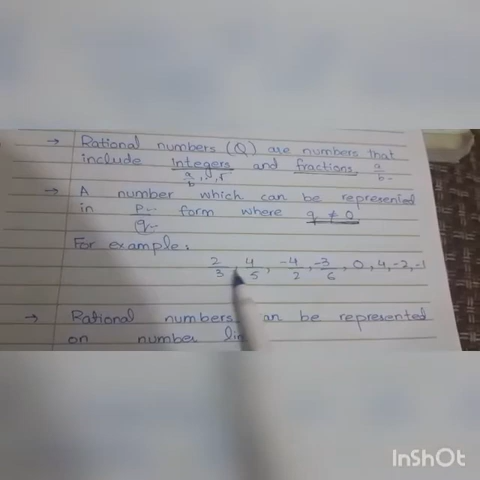 → Rational numbers (Q) are numbers that
include integers and fractions, a/b
→ A number which can be represented
in p/q form where q ≠ 0
For example:
2/3, 4/5, -4/2, -3/6, 0, 4, -2, -1
→ Rational numbers can be represented
on number
InShOt